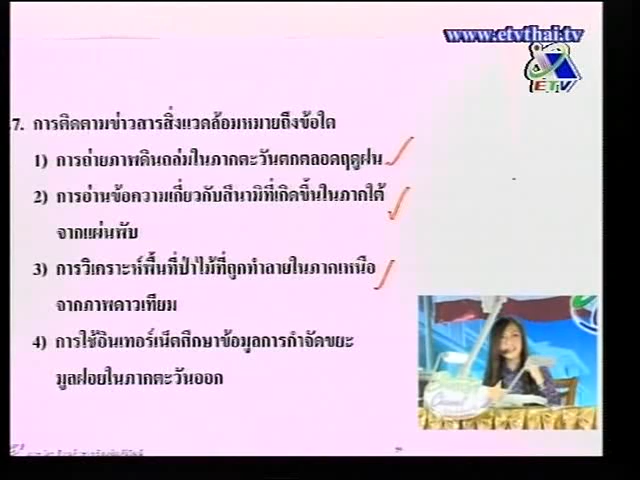 www.etvthai.tv
ETV
7. การติดตามข่าวสารสิ่งแวดล้อมหมายถึงข้อใด
1) การถ่ายภาพดินถล่มในภาคตะวันตกตลอดฤดูฝน
2) การอ่านข้อความเกี่ยวกับสึนามิที่เกิดขึ้นในภาคใต้
จากแผ่นพับ
3) การวิเคราะห์พื้นที่ป่าไม้ที่ถูกทำลายในภาคเหนือ
จากภาพดาวเทียม
4) การใช้อินเทอร์เน็ตศึกษาข้อมูลการกำจัดขยะ
มูลฝอยในภาคตะวันออก